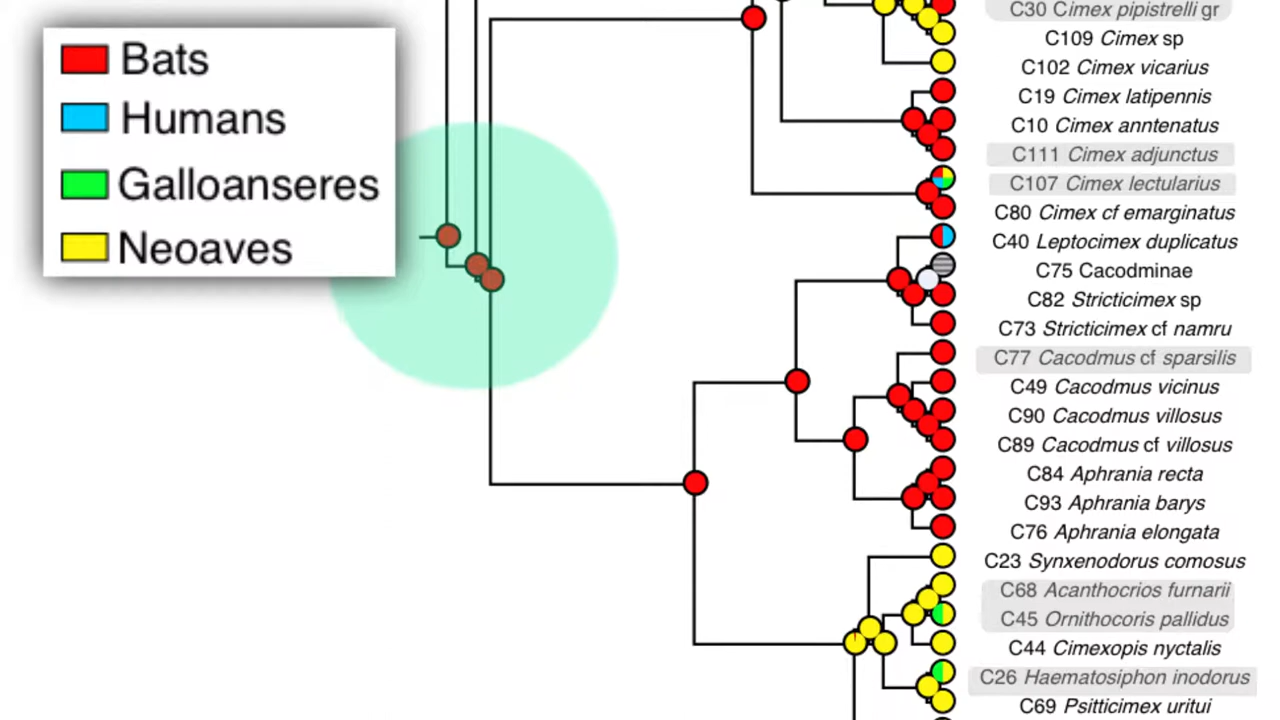 Bats
Humans
Galloanseres
Neoaves
C30 Cimex pipistrelli gr
C109 Cimex sp
C102 Cimex vicarius
C19 Cimex latipennis
C10 Cimex anntenatus
C111 Cimex adjunctus
C107 Cimex lectularius
C80 Cimex cf emarginatus
C40 Leptocimex duplicatus
C75 Cacodminae
C82 Stricticimex sp
C73 Stricticimex cf namru
C77 Cacodmus cf sparsilis
C49 Cacodmus vicinus
C90 Cacodmus villosus
C89 Cacodmus cf villosus
C84 Aphrania recta
C93 Aphrania barys
C76 Aphrania elongata
C23 Synxenodorus comosus
C68 Acanthocrios furnarii
C45 Ornithocoris pallidus
C44 Cimexopis nyctalis
C26 Haematosiphon inodorus
C69 Psitticimex uritui